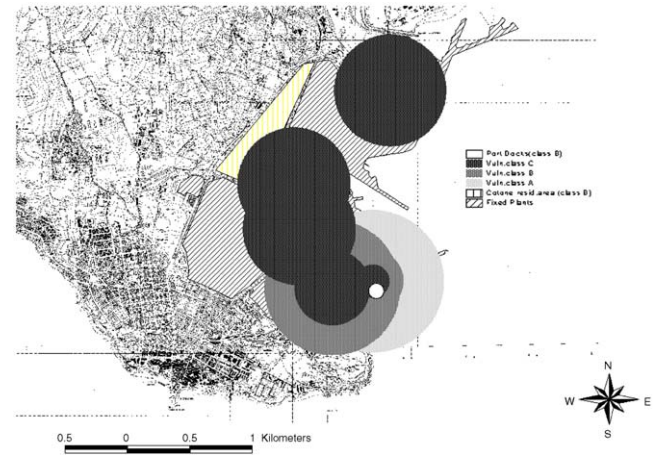 Port Docks (class B)
Vuln.class C
Vuln.class B
Vuln.class A
Catane resid.area (class B)
Fixed Plants
N
W E
S
0.5 0 0.5 1 Kilometers